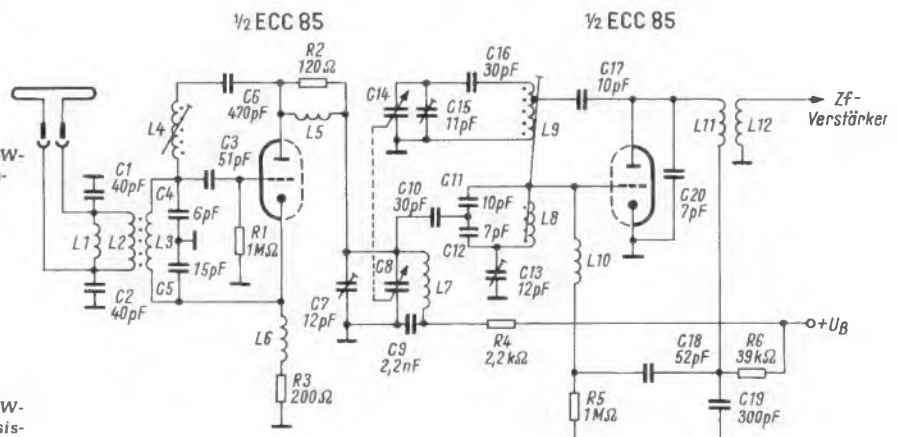 ½ ECC 85
½ ECC 85
R2
120Ω
C6
470pF
L5
L4
C3
51pF
C1
40pF
C4
6pF
L1
L2
L3
R1
1MΩ
C2
40pF
C5
15pF
L6
R3
200Ω
C14
C15
11pF
C16
30pF
L9
C17
10pF
L11
L12
Zf-
Verstärker
C20
7pF
C10
30pF
C11
10pF
C12
7pF
L8
C13
12pF
L10
C7
12pF
C8
L7
C9
2,2nF
R4
2,2kΩ
+UB
C18
52pF
R6
39kΩ
R5
1MΩ
C19
300pF
W-
-
W-
sis-